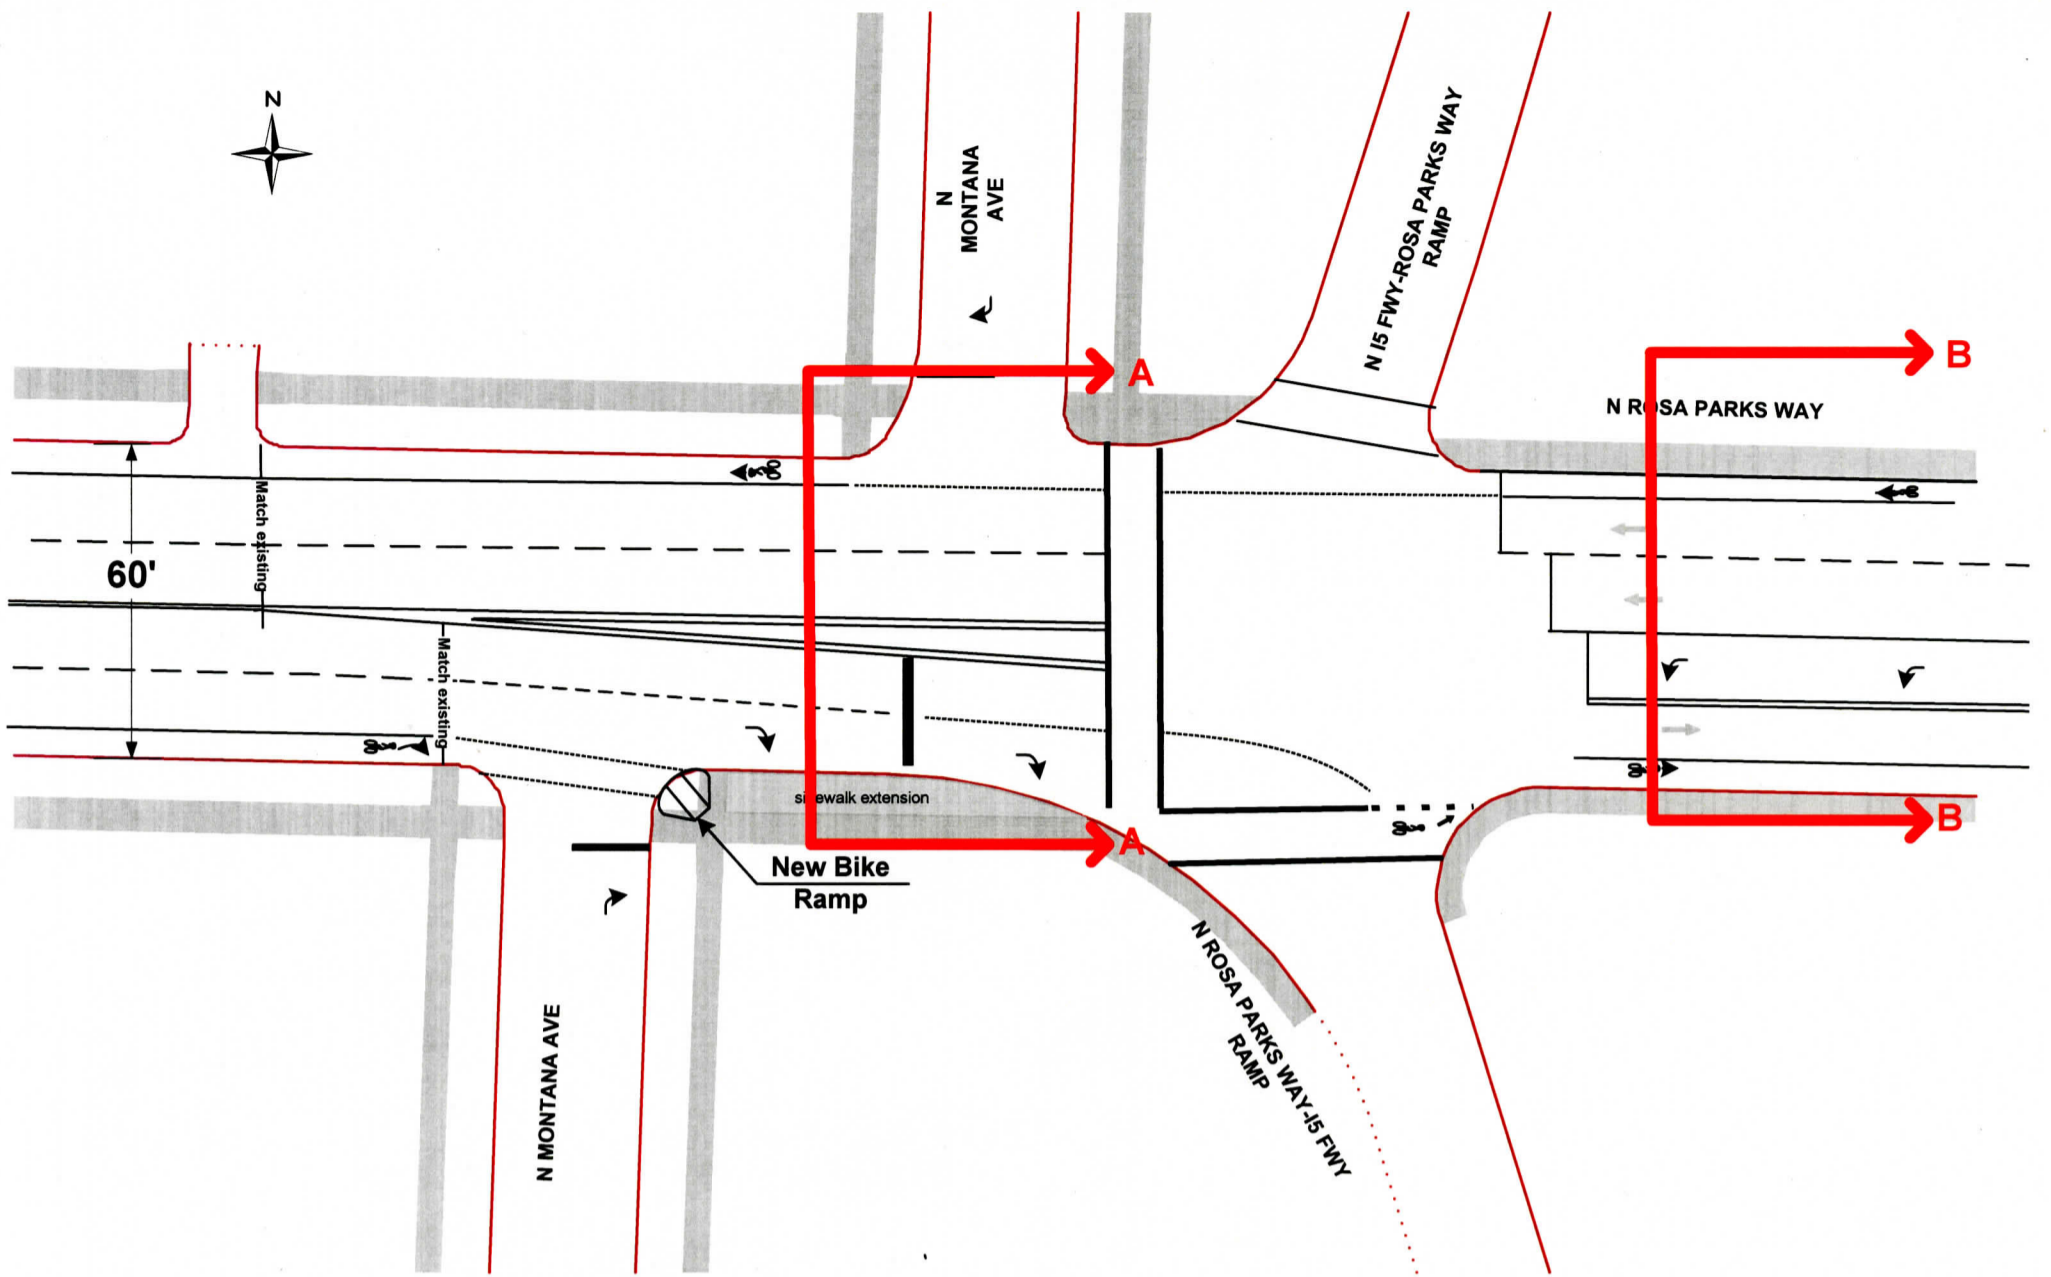 N
N
MONTANA
AVE
N I5 FWY-ROSA PARKS WAY
RAMP
A
B
N ROSA PARKS WAY
Match existing
60'
Match existing
sidewalk extension
A
B
New Bike
Ramp
N MONTANA AVE
N ROSA PARKS WAY-I5 FWY
RAMP